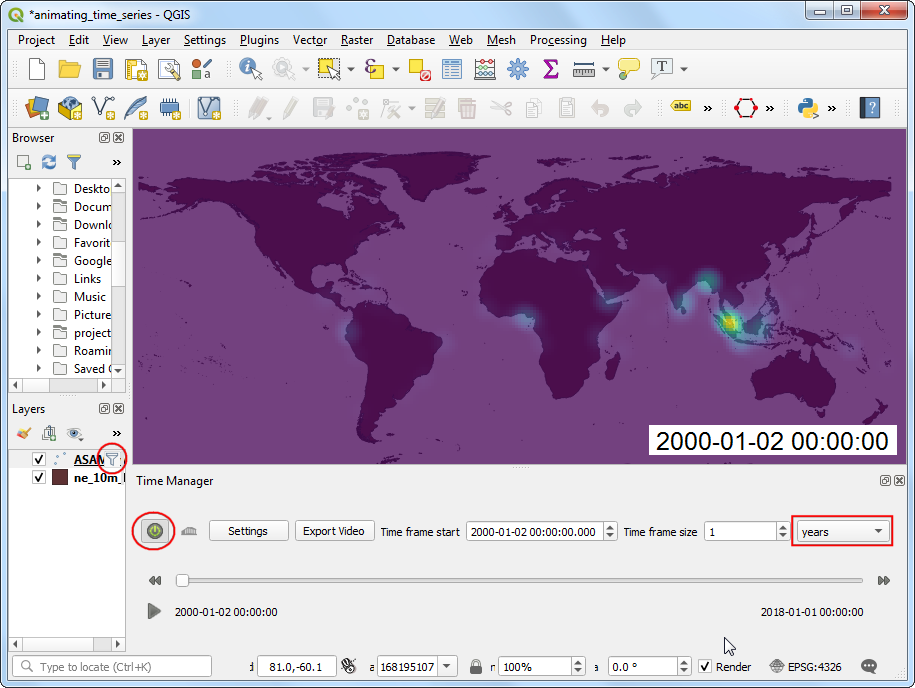 *animating_time_series - QGIS
Project Edit View Layer Settings Plugins Vector Raster Database Web Mesh Processing Help
abc » » » ?
Browser
»
Deskto
Docum
Downlo
Favorit
Google
Links
Music
Picture
project
Roamin
Saved
Layers
»
ASAM
ne_10m_l
2000-01-02 00:00:00
Time Manager
Settings Export Video Time frame start 2000-01-02 00:00:00.000 Time frame size 1 years
2000-01-02 00:00:00 2018-01-01 00:00:00
Type to locate (Ctrl+K) 81.0,-60.1 a 168195107 100% a 0.0 ° Render EPSG:4326